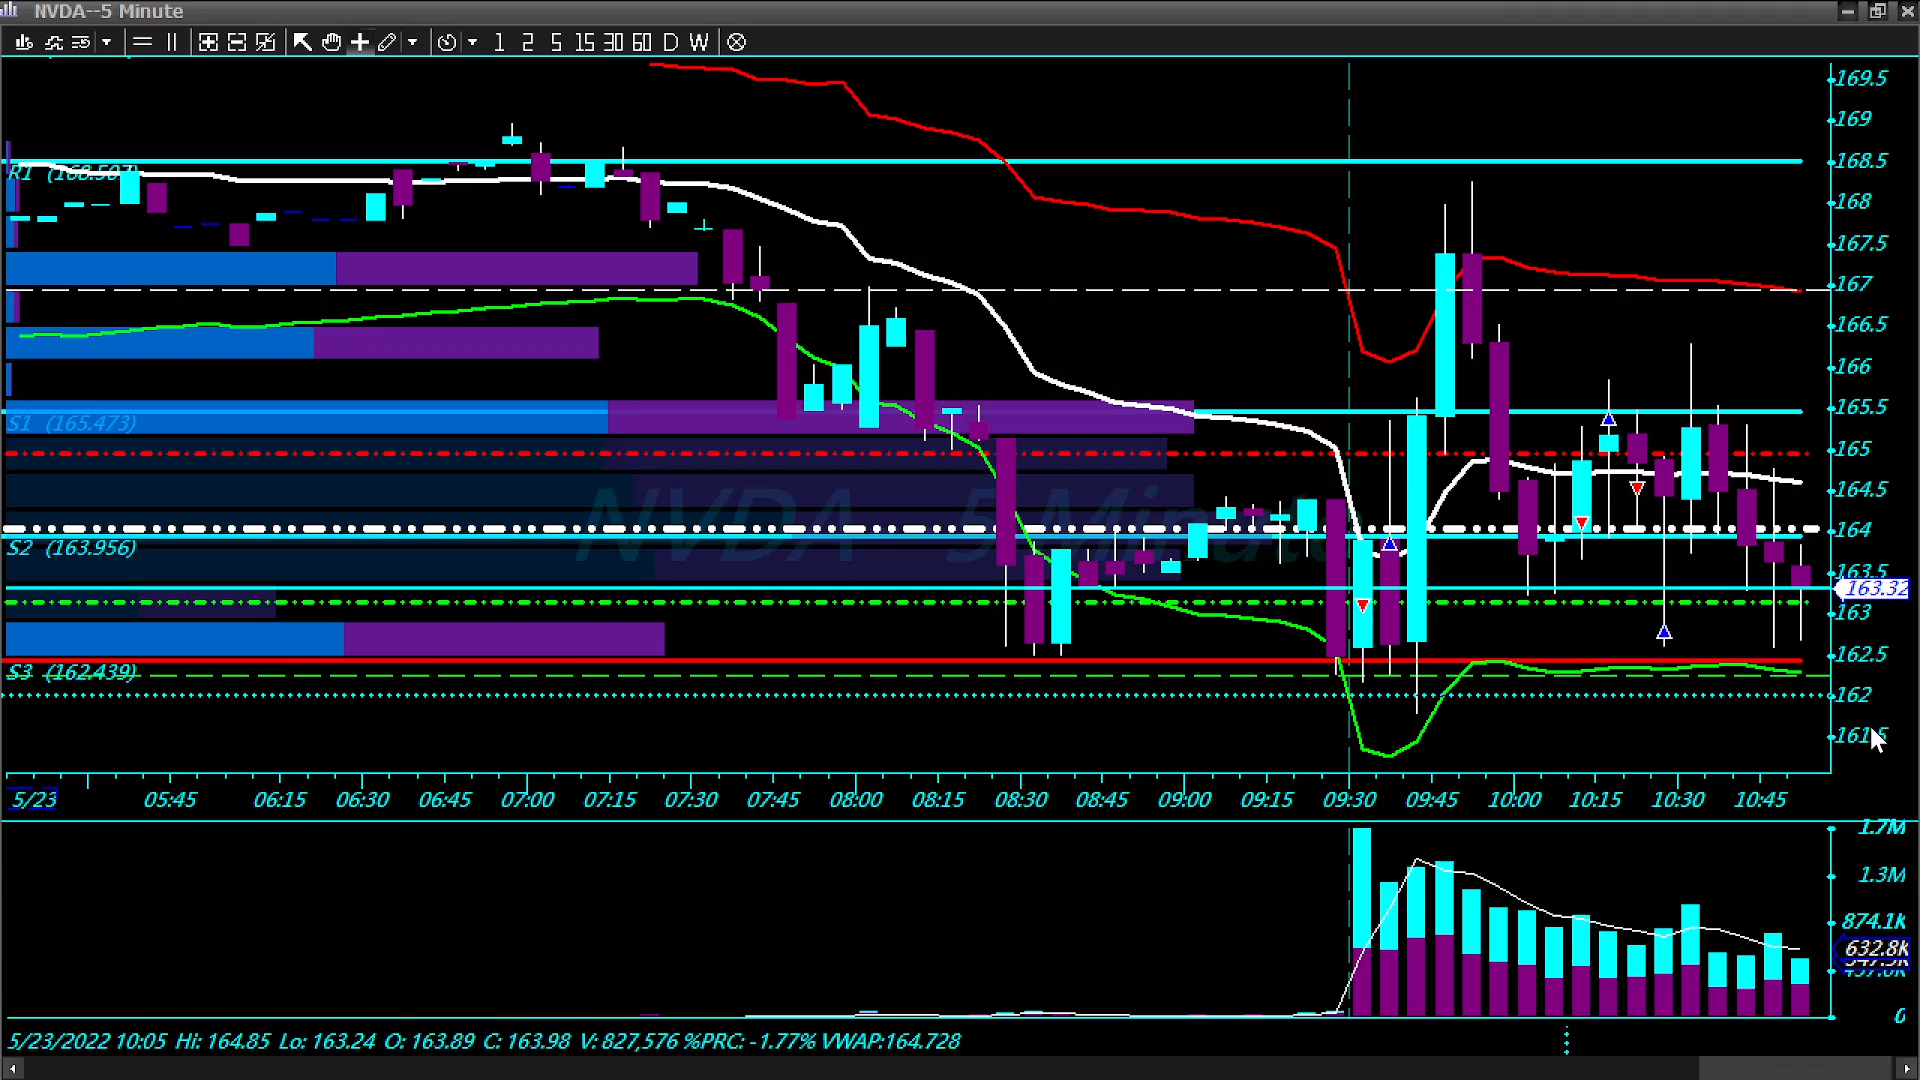 NVDA--5 Minute
1 2 5 15 30 60 D W
169.5
169
R1 (168.507)
168.5
168
167.5
167
166.5
166
S1 (165.473)
165.5
165
NVDA 5 Minute
164.5
164
S2 (163.956)
163.5
163.32
163
S3 (162.439)
162.5
162
161.5
5/23 05:45 06:15 06:30 06:45 07:00 07:15 07:30 07:45 08:00 08:15 08:30 08:45 09:00 09:15 09:30 09:45 10:00 10:15 10:30 10:45
1.7M
1.3M
874.1K
632.8K
0
5/23/2022 10:05 Hi: 164.85 Lo: 163.24 O: 163.89 C: 163.98 V: 827,576 %PRC: -1.77% VWAP:164.728